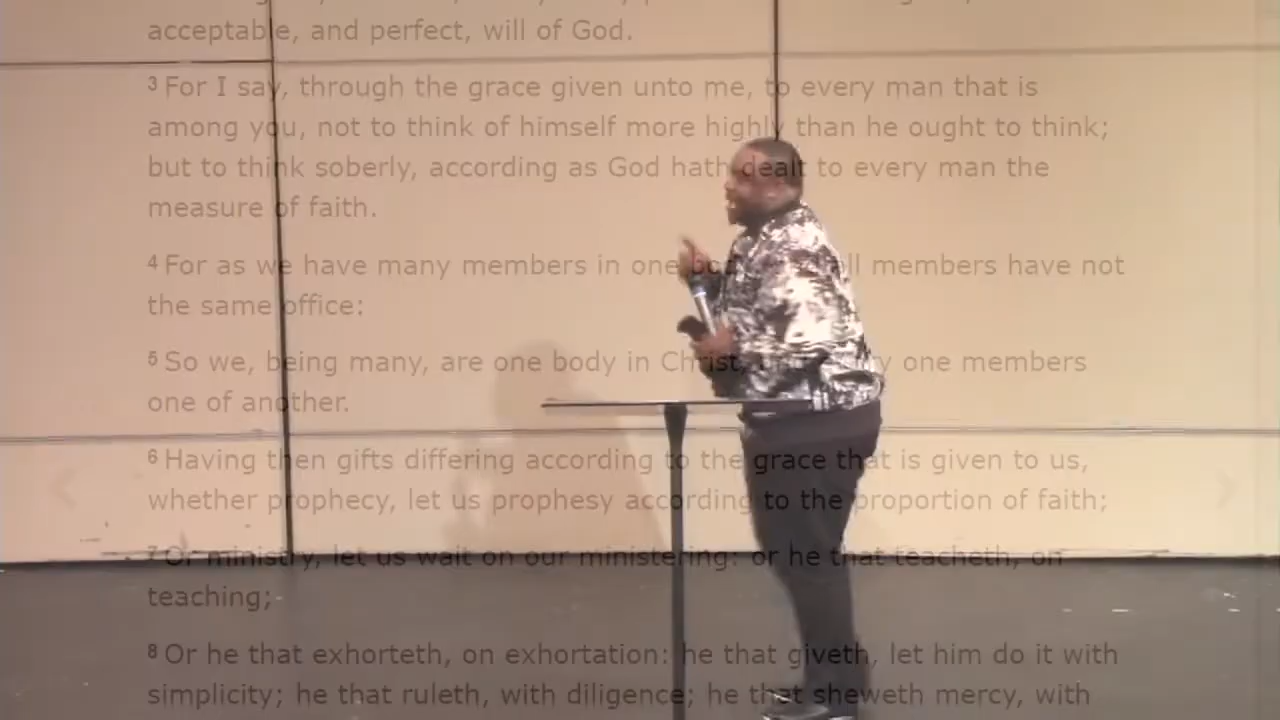 acceptable, and perfect, will of God.
3 For I say, through the grace given unto me, to every man that is
among you, not to think of himself more highly than he ought to think;
but to think soberly, according as God hath dealt to every man the
measure of faith.
4 For as we have many members in one members have not
the same office:
5 So we, being many, are one body in Christ, one members
one of another.
6 Having then gifts differing according to the grace that is given to us,
whether prophecy, let us prophesy according to the proportion of faith;
7 Or ministry, let us wait on our ministering: or he that teacheth, on
teaching;
8 Or he that exhorteth, on exhortation: he that giveth, let him do it with
simplicity; he that ruleth, with diligence; he that sheweth mercy, with